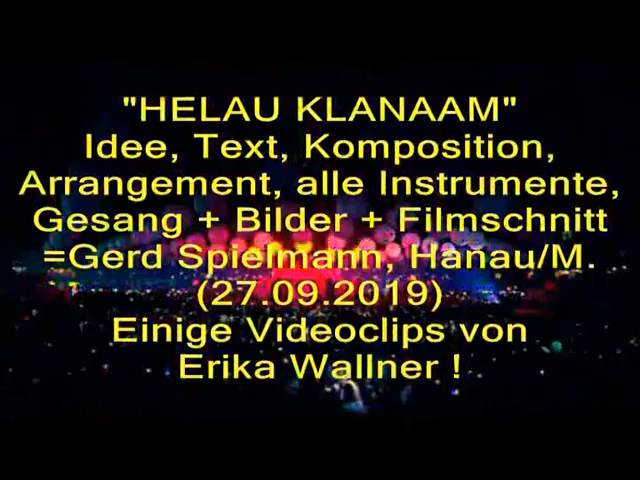 "HELAU KLANAAM"
Idee, Text, Komposition,
Arrangement, alle Instrumente,
Gesang + Bilder + Filmschnitt
=Gerd Spielmann, Hanau/M.
(27.09.2019)
Einige Videoclips von
Erika Wallner !